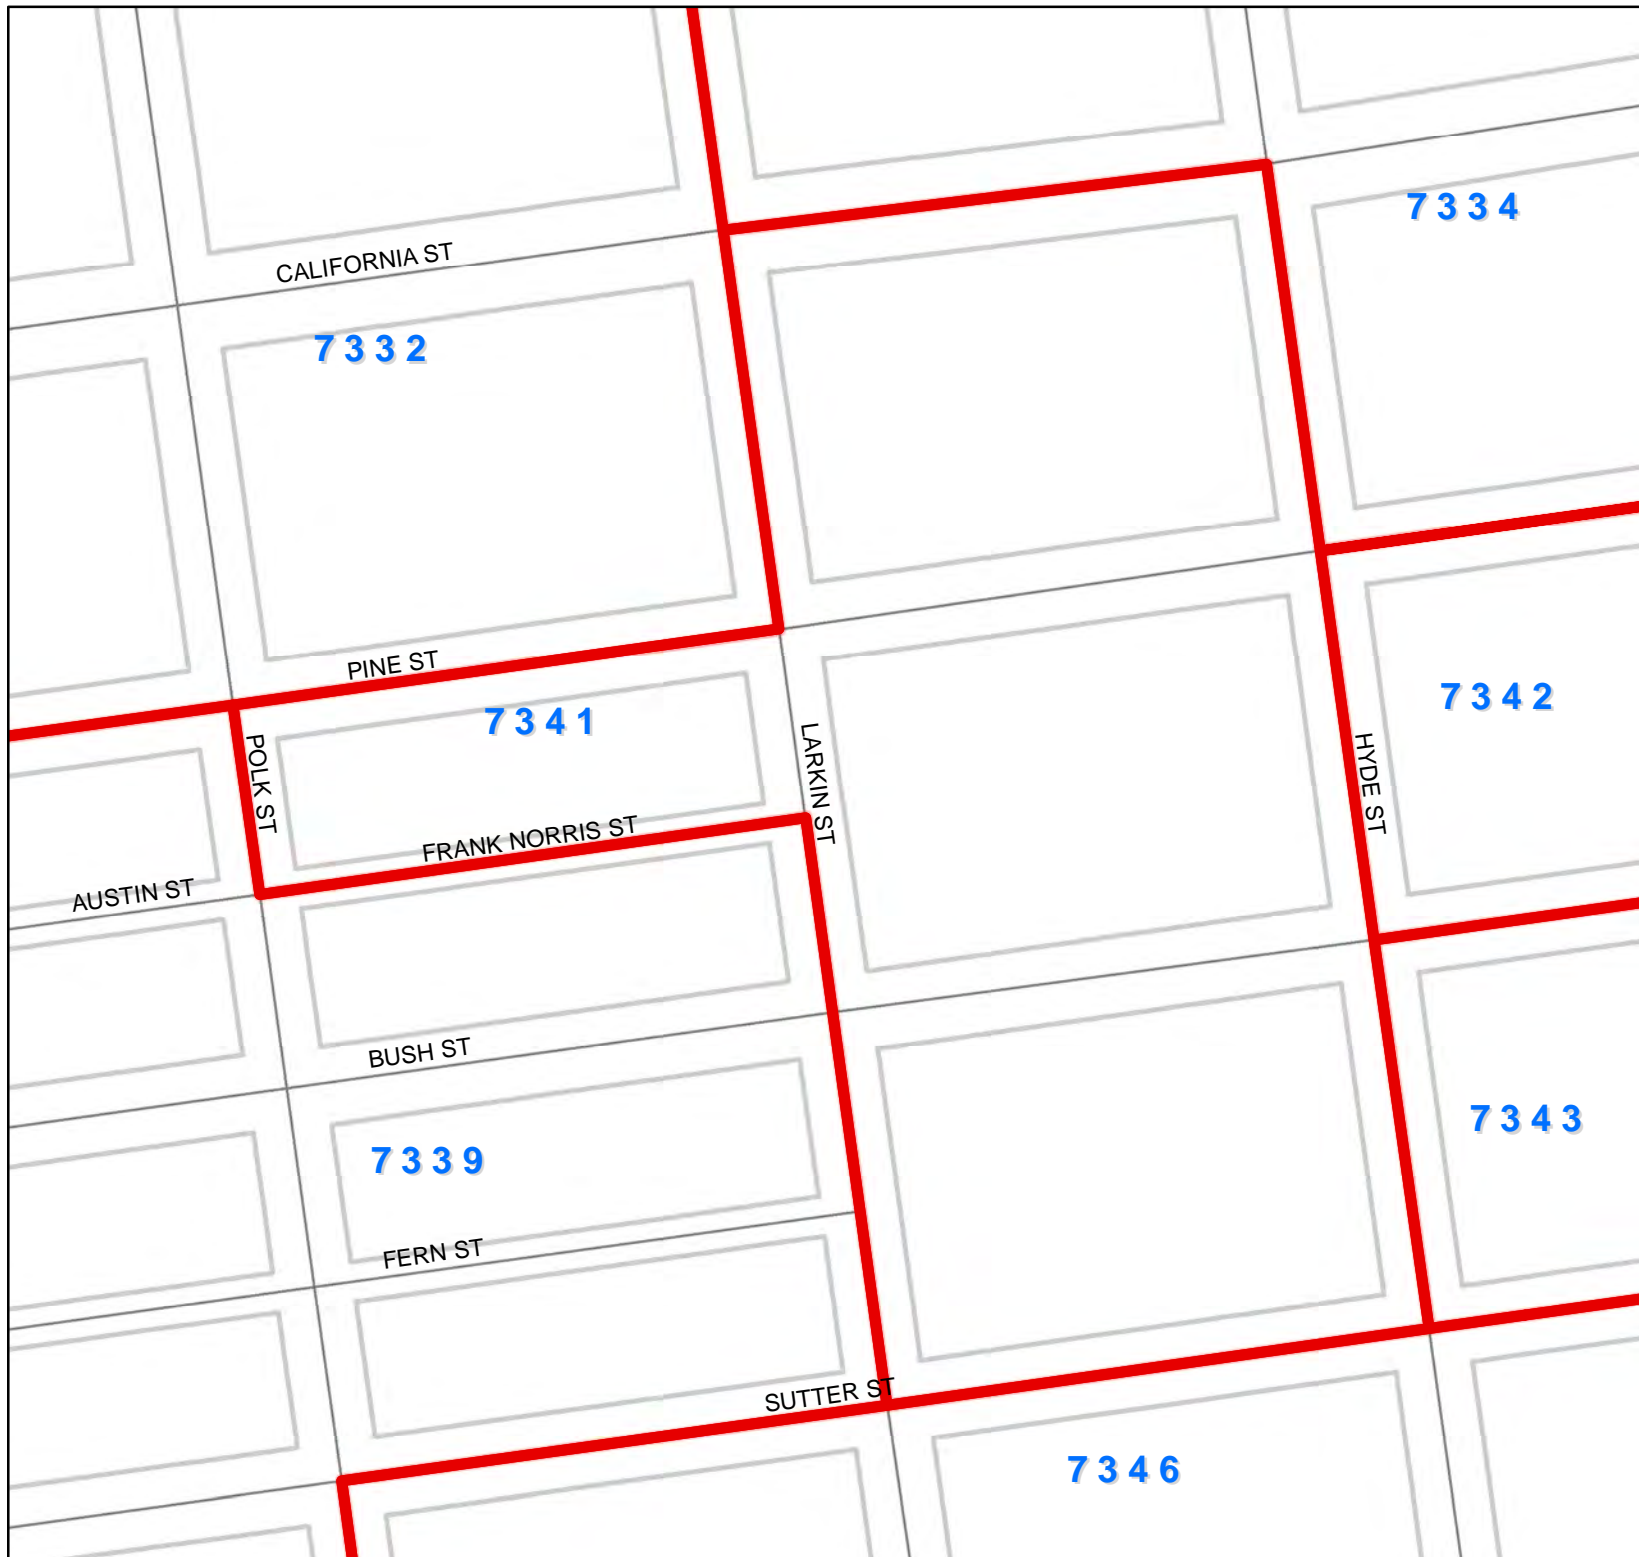 7334
CALIFORNIA ST
7332
PINE ST
7342
7341
POLK ST
LARKIN ST
HYDE ST
FRANK NORRIS ST
AUSTIN ST
BUSH ST
7343
7339
FERN ST
SUTTER ST
7346